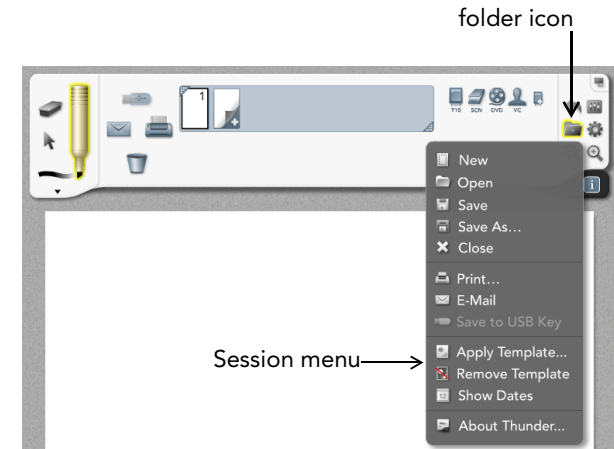 folder icon
1
T10 SCN DVD VC
New
Open
Save
Save As...
Close
Print...
E-Mail
Save to USB Key
Session menu
Apply Template...
Remove Template
12 Show Dates
About Thunder...
i